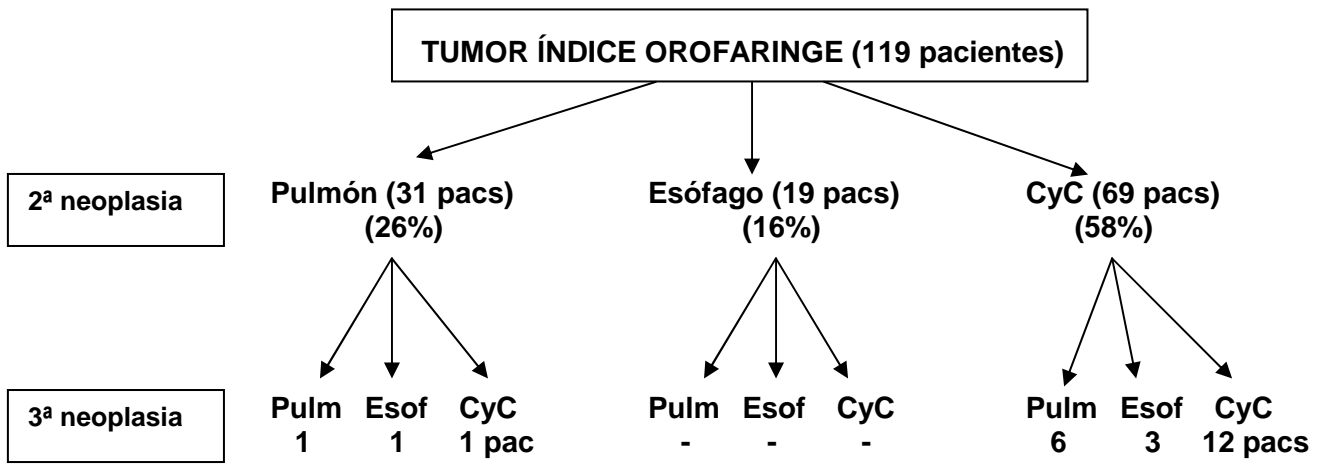 TUMOR ÍNDICE OROFARINGE (119 pacientes)
2ª neoplasia
Pulmón (31 pacs)
(26%)
Esófago (19 pacs)
(16%)
CyC (69 pacs)
(58%)
3ª neoplasia
Pulm Esof CyC
1 1 1 pac
Pulm Esof CyC
- - -
Pulm Esof CyC
6 3 12 pacs